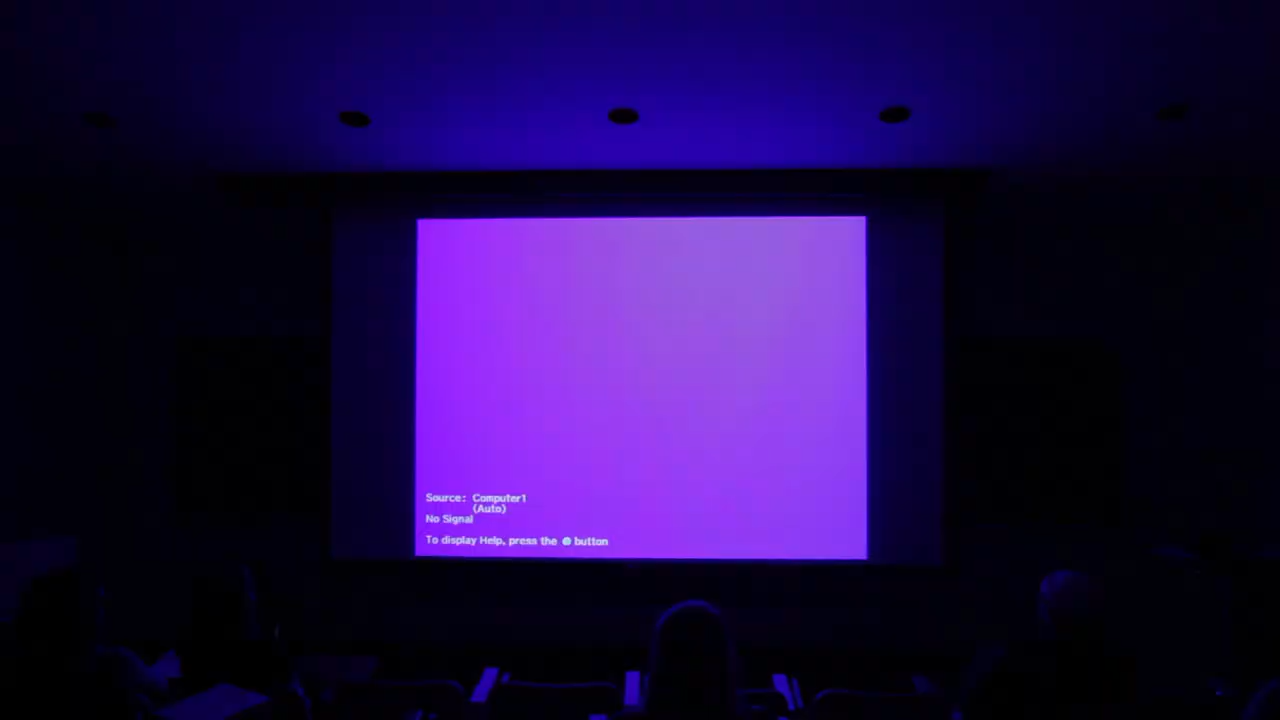 Source: Computer1
(Auto)
No Signal
To display Help, press the button